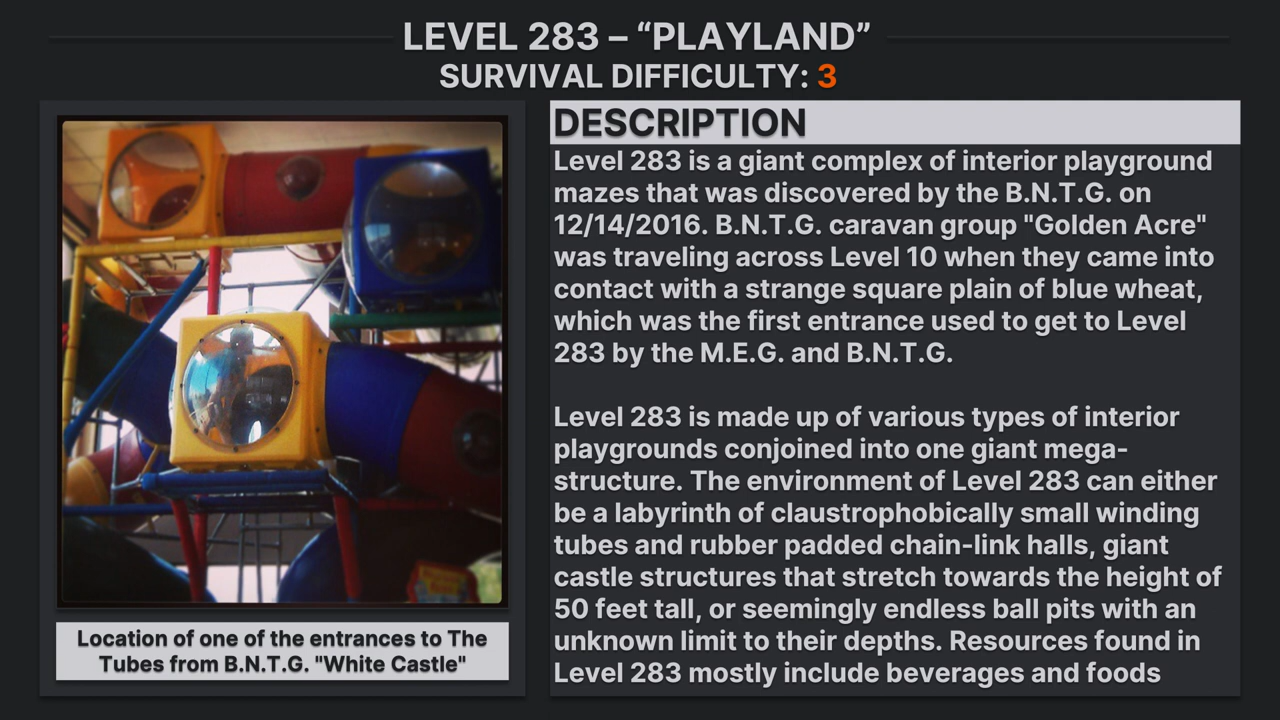 LEVEL 283 – “PLAYLAND”
SURVIVAL DIFFICULTY: 3
Location of one of the entrances to The
Tubes from B.N.T.G. "White Castle"
DESCRIPTION
Level 283 is a giant complex of interior playground
mazes that was discovered by the B.N.T.G. on
12/14/2016. B.N.T.G. caravan group "Golden Acre"
was traveling across Level 10 when they came into
contact with a strange square plain of blue wheat,
which was the first entrance used to get to Level
283 by the M.E.G. and B.N.T.G.
Level 283 is made up of various types of interior
playgrounds conjoined into one giant mega-
structure. The environment of Level 283 can either
be a labyrinth of claustrophobically small winding
tubes and rubber padded chain-link halls, giant
castle structures that stretch towards the height of
50 feet tall, or seemingly endless ball pits with an
unknown limit to their depths. Resources found in
Level 283 mostly include beverages and foods